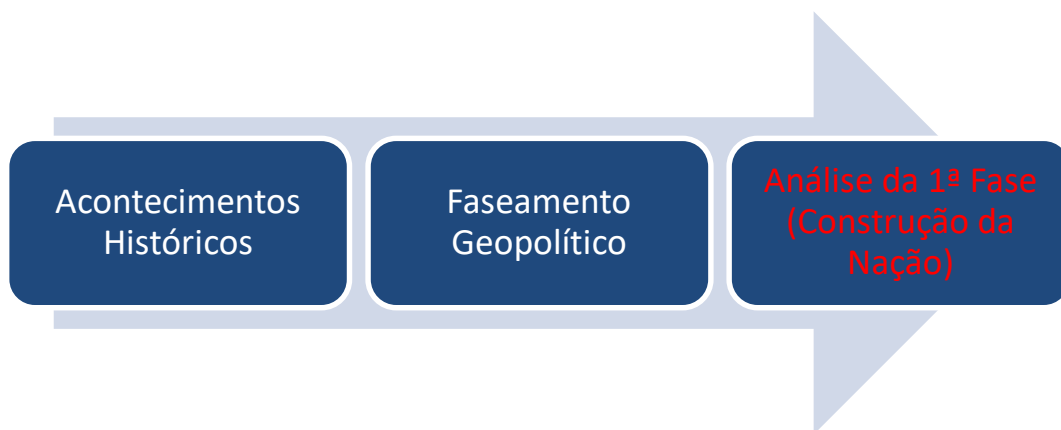 Acontecimentos
Históricos
Faseamento
Geopolítico
Análise da 1ª Fase
(Construção da
Nação)